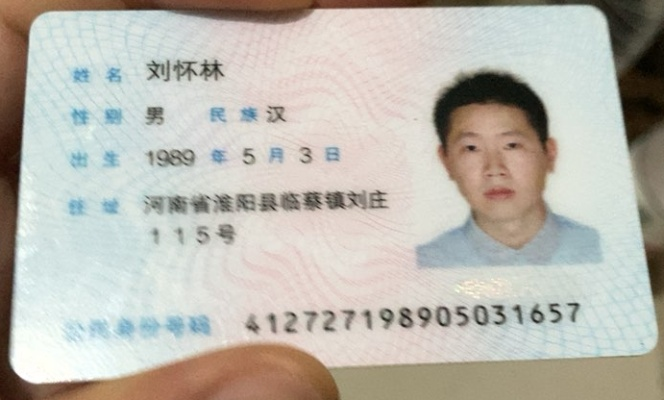 姓名 刘怀林
性别 男 民族 汉
出生 1989 年 5 月 3 日
住址 河南省淮阳县临蔡镇刘庄
115号
公民身份号码 412727198905031657